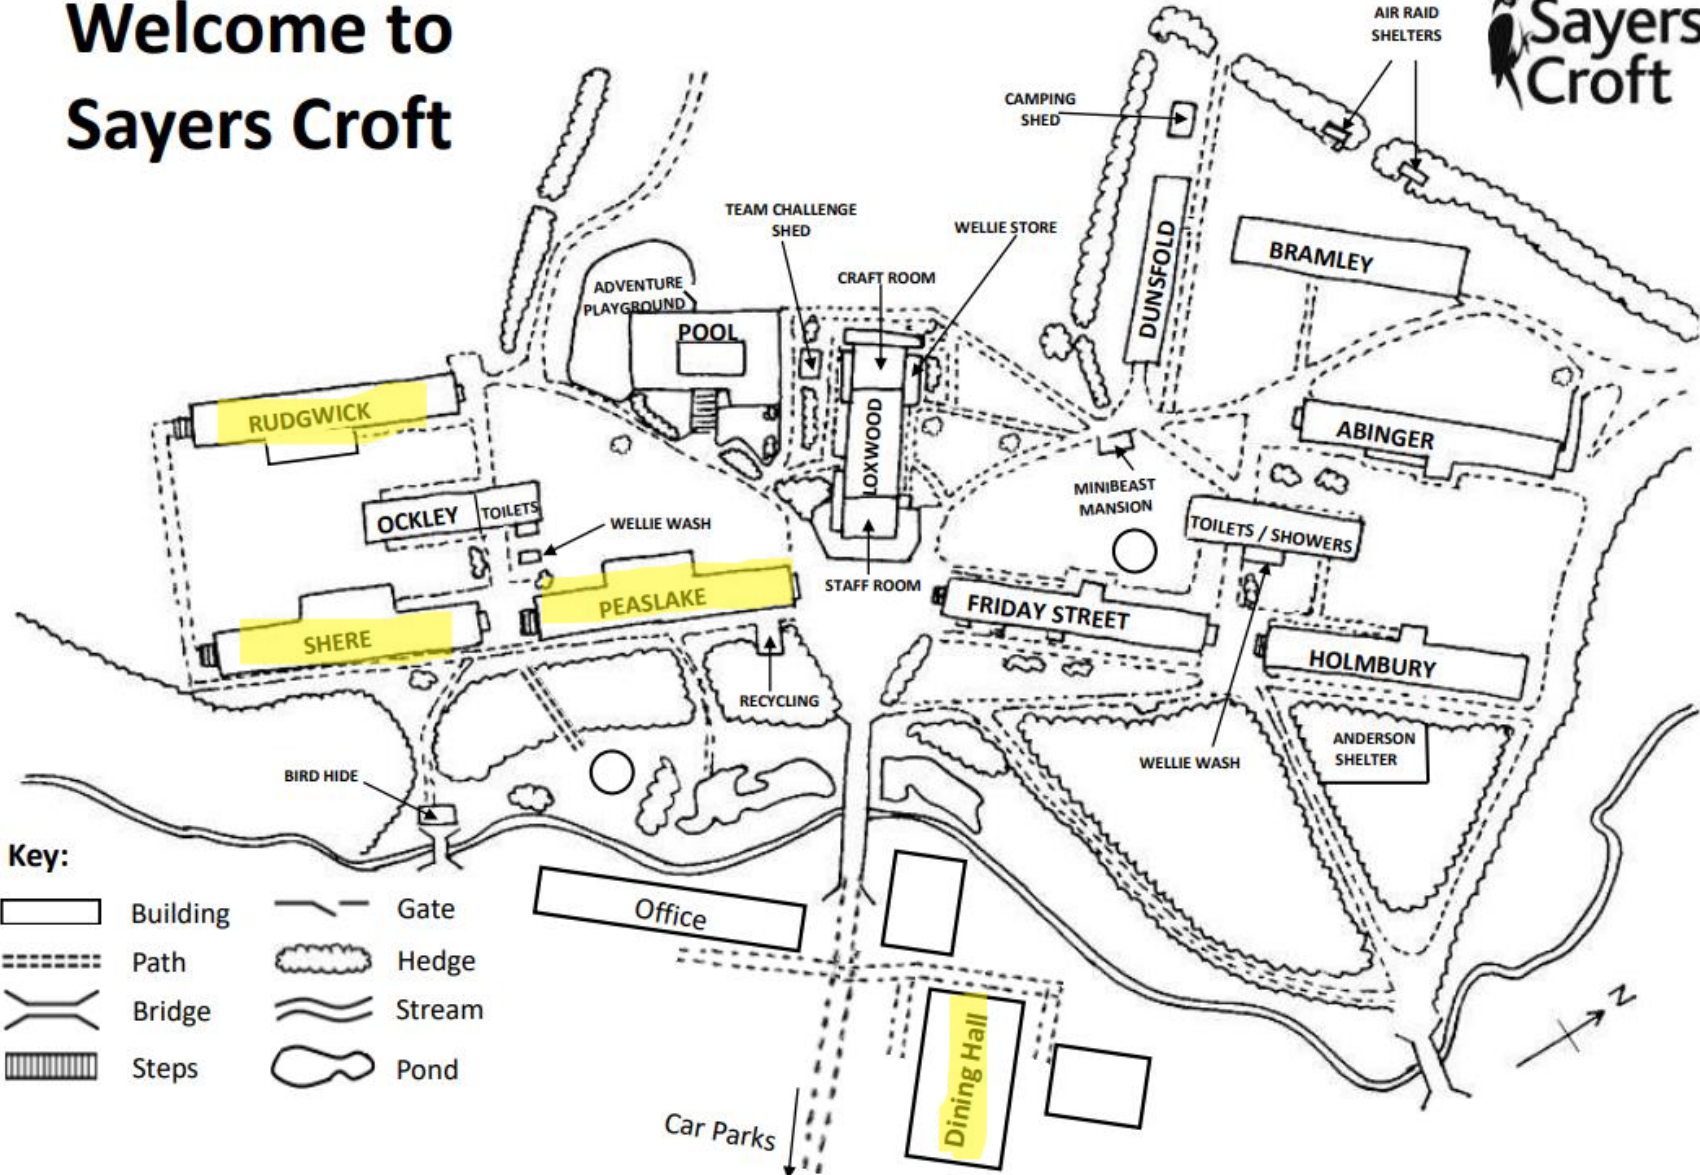 Welcome to
Sayers Croft
Sayers
Croft
AIR RAID
SHELTERS
CAMPING
SHED
TEAM CHALLENGE
SHED
WELLIE STORE
CRAFT ROOM
DUNSFOLD
BRAMLEY
ADVENTURE
PLAYGROUND
POOL
RUDGWICK
LOXWOOD
ABINGER
MINIBEAST
MANSION
OCKLEY
TOILETS
WELLIE WASH
TOILETS / SHOWERS
STAFF ROOM
PEASLAKE
FRIDAY STREET
SHERE
HOLMBURY
RECYCLING
ANDERSON
SHELTER
WELLIE WASH
BIRD HIDE
Key:
Building
Gate
Path
Hedge
Bridge
Stream
Steps
Pond
Office
Dining Hall
Car Parks
N